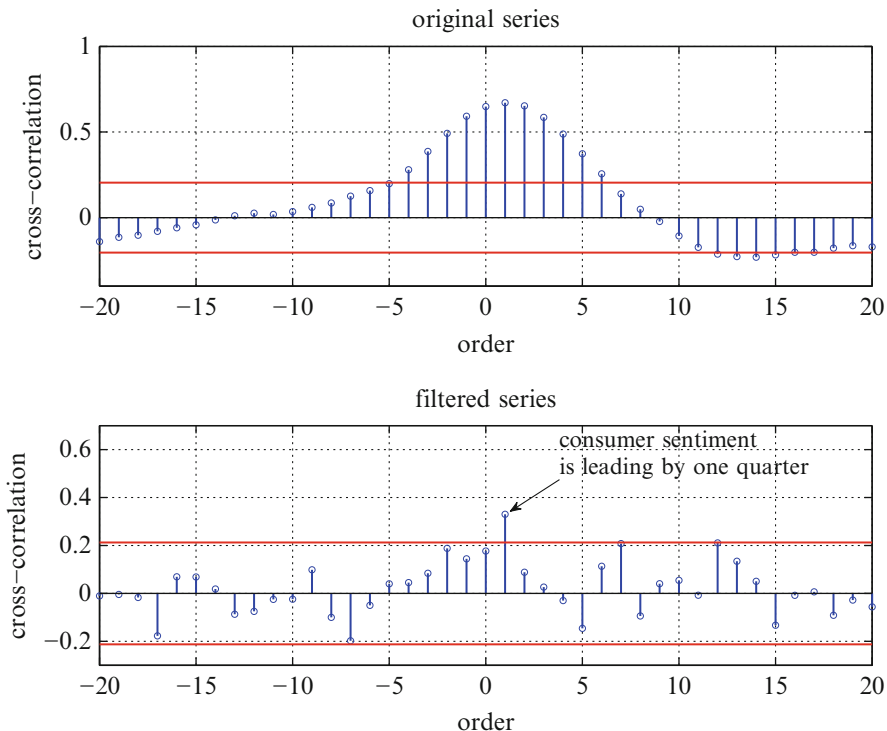 original series
cross−correlation
1
0.5
0
−20 −15 −10 −5 0 5 10 15 20
order
filtered series
cross−correlation
consumer sentiment
is leading by one quarter
0.6
0.4
0.2
0
−0.2
−20 −15 −10 −5 0 5 10 15 20
order